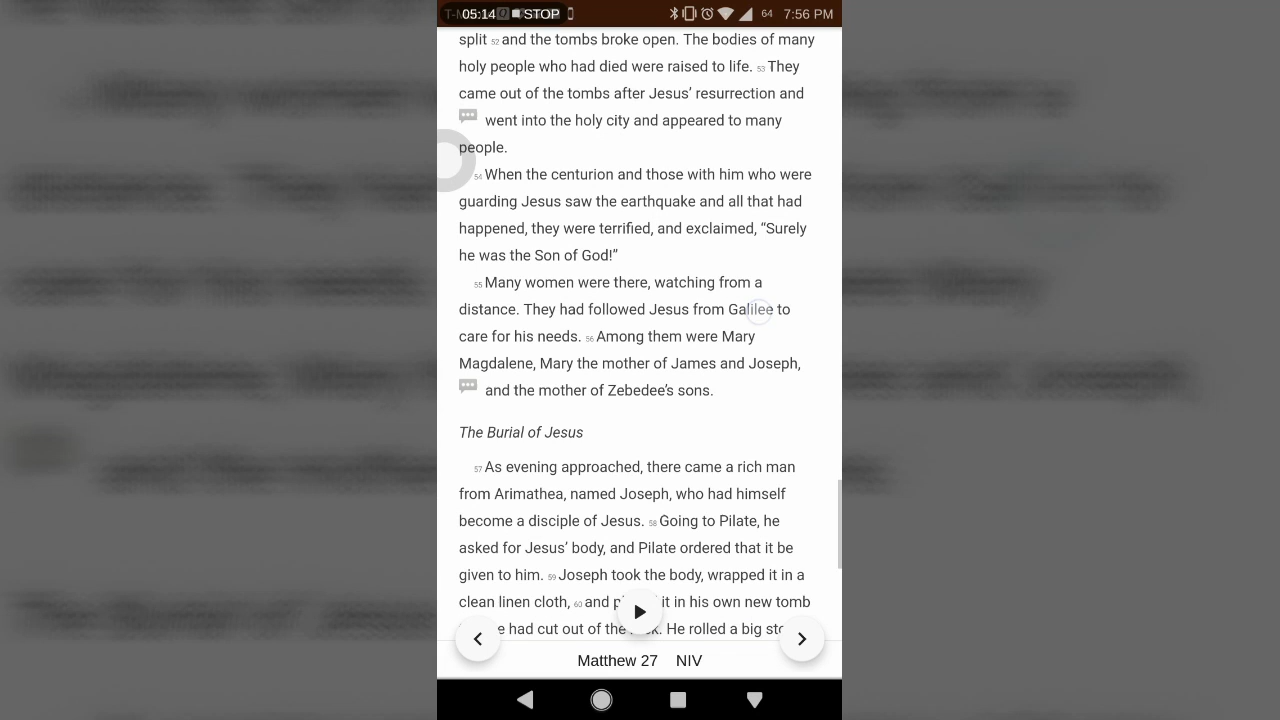 05:14 STOP 64 7:56 PM
split 52 and the tombs broke open. The bodies of many
holy people who had died were raised to life. 53 They
came out of the tombs after Jesus’ resurrection and
went into the holy city and appeared to many
people.
54 When the centurion and those with him who were
guarding Jesus saw the earthquake and all that had
happened, they were terrified, and exclaimed, “Surely
he was the Son of God!”
55 Many women were there, watching from a
distance. They had followed Jesus from Galilee to
care for his needs. 56 Among them were Mary
Magdalene, Mary the mother of James and Joseph,
and the mother of Zebedee’s sons.
The Burial of Jesus
57 As evening approached, there came a rich man
from Arimathea, named Joseph, who had himself
become a disciple of Jesus. 58 Going to Pilate, he
asked for Jesus’ body, and Pilate ordered that it be
given to him. 59 Joseph took the body, wrapped it in a
clean linen cloth, 60 and it in his own new tomb
had cut out of the He rolled a big
Matthew 27 NIV